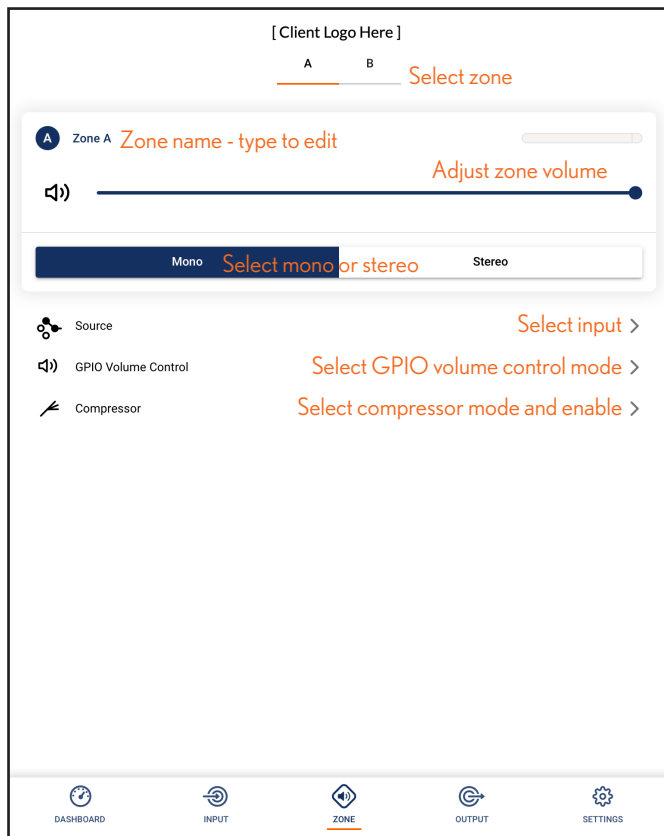 [ Client Logo Here ]
A B
Select zone
A Zone A Zone name - type to edit
Adjust zone volume
Mono Select mono or stereo Stereo
Source Select input
GPIO Volume Control Select GPIO volume control mode
Compressor Select compressor mode and enable
DASHBOARD INPUT ZONE OUTPUT SETTINGS